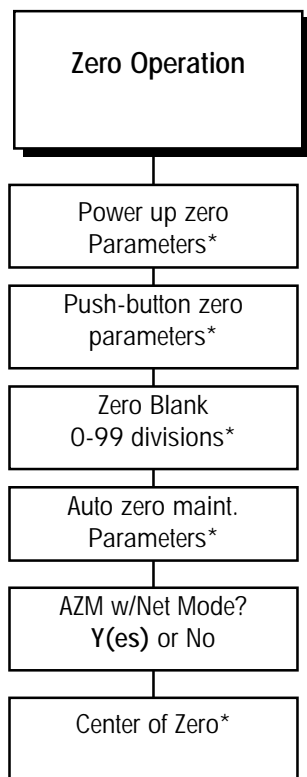 Zero Operation
Power up zero
Parameters*
Push-button zero
parameters*
Zero Blank
0-99 divisions*
Auto zero maint.
Parameters*
AZM w/Net Mode?
Y(es) or No
Center of Zero*